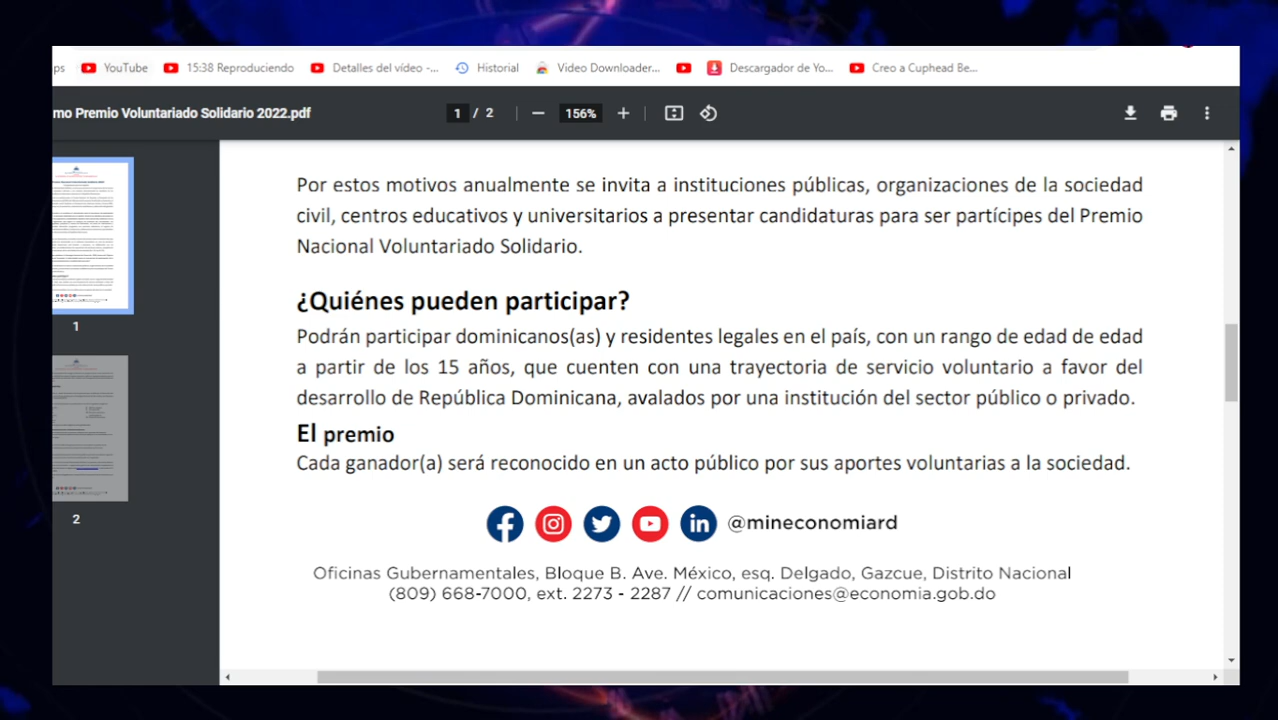 ps YouTube 15:38 Reproduciendo Detalles del vídeo -... Historial Video Downloader... Descargador de Yo... Creo a Cuphead Be...
mo Premio Voluntariado Solidario 2022.pdf 1 / 2 — 156% +
Por estos motivos anualmente se invita a instituciones públicas, organizaciones de la sociedad
civil, centros educativos y universitarios a presentar candidaturas para ser partícipes del Premio
Nacional Voluntariado Solidario.
¿Quiénes pueden participar?
Podrán participar dominicanos(as) y residentes legales en el país, con un rango de edad de edad
a partir de los 15 años, que cuenten con una trayectoria de servicio voluntario a favor del
desarrollo de República Dominicana, avalados por una institución del sector público o privado.
El premio
Cada ganador(a) será reconocido en un acto público por sus aportes voluntarias a la sociedad.
@mineconomiard
Oficinas Gubernamentales, Bloque B. Ave. México, esq. Delgado, Gazcue, Distrito Nacional
(809) 668-7000, ext. 2273 - 2287 // comunicaciones@economia.gob.do
1
2